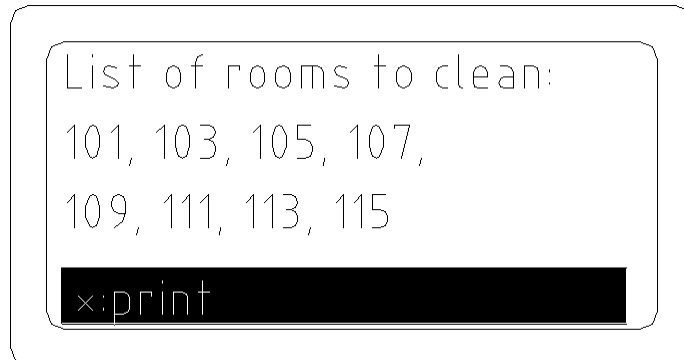 List of rooms to clean:
101, 103, 105, 107,
109, 111, 113, 115
x:print